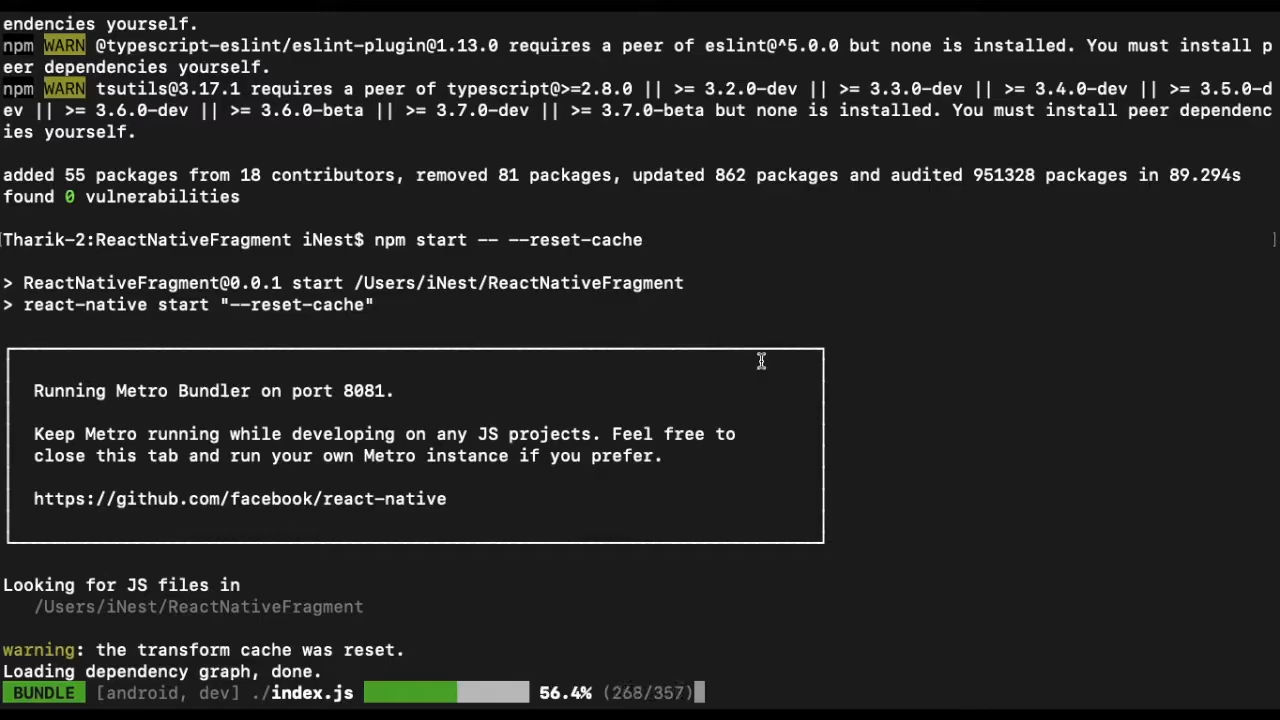 endencies yourself.
npm WARN @typescript-eslint/eslint-plugin@1.13.0 requires a peer of eslint@^5.0.0 but none is installed. You must install p
eer dependencies yourself.
npm WARN tsutils@3.17.1 requires a peer of typescript@>=2.8.0 || >= 3.2.0-dev || >= 3.3.0-dev || >= 3.4.0-dev || >= 3.5.0-d
ev || >= 3.6.0-dev || >= 3.6.0-beta || >= 3.7.0-dev || >= 3.7.0-beta but none is installed. You must install peer dependenc
ies yourself.
added 55 packages from 18 contributors, removed 81 packages, updated 862 packages and audited 951328 packages in 89.294s
found 0 vulnerabilities
[Tharik-2:ReactNativeFragment iNest$ npm start -- --reset-cache ]
> ReactNativeFragment@0.0.1 start /Users/iNest/ReactNativeFragment
> react-native start "--reset-cache"
Running Metro Bundler on port 8081.
Keep Metro running while developing on any JS projects. Feel free to
close this tab and run your own Metro instance if you prefer.
https://github.com/facebook/react-native
Looking for JS files in
/Users/iNest/ReactNativeFragment
warning: the transform cache was reset.
Loading dependency graph, done.
BUNDLE [android, dev] ./index.js 56.4% (268/357)